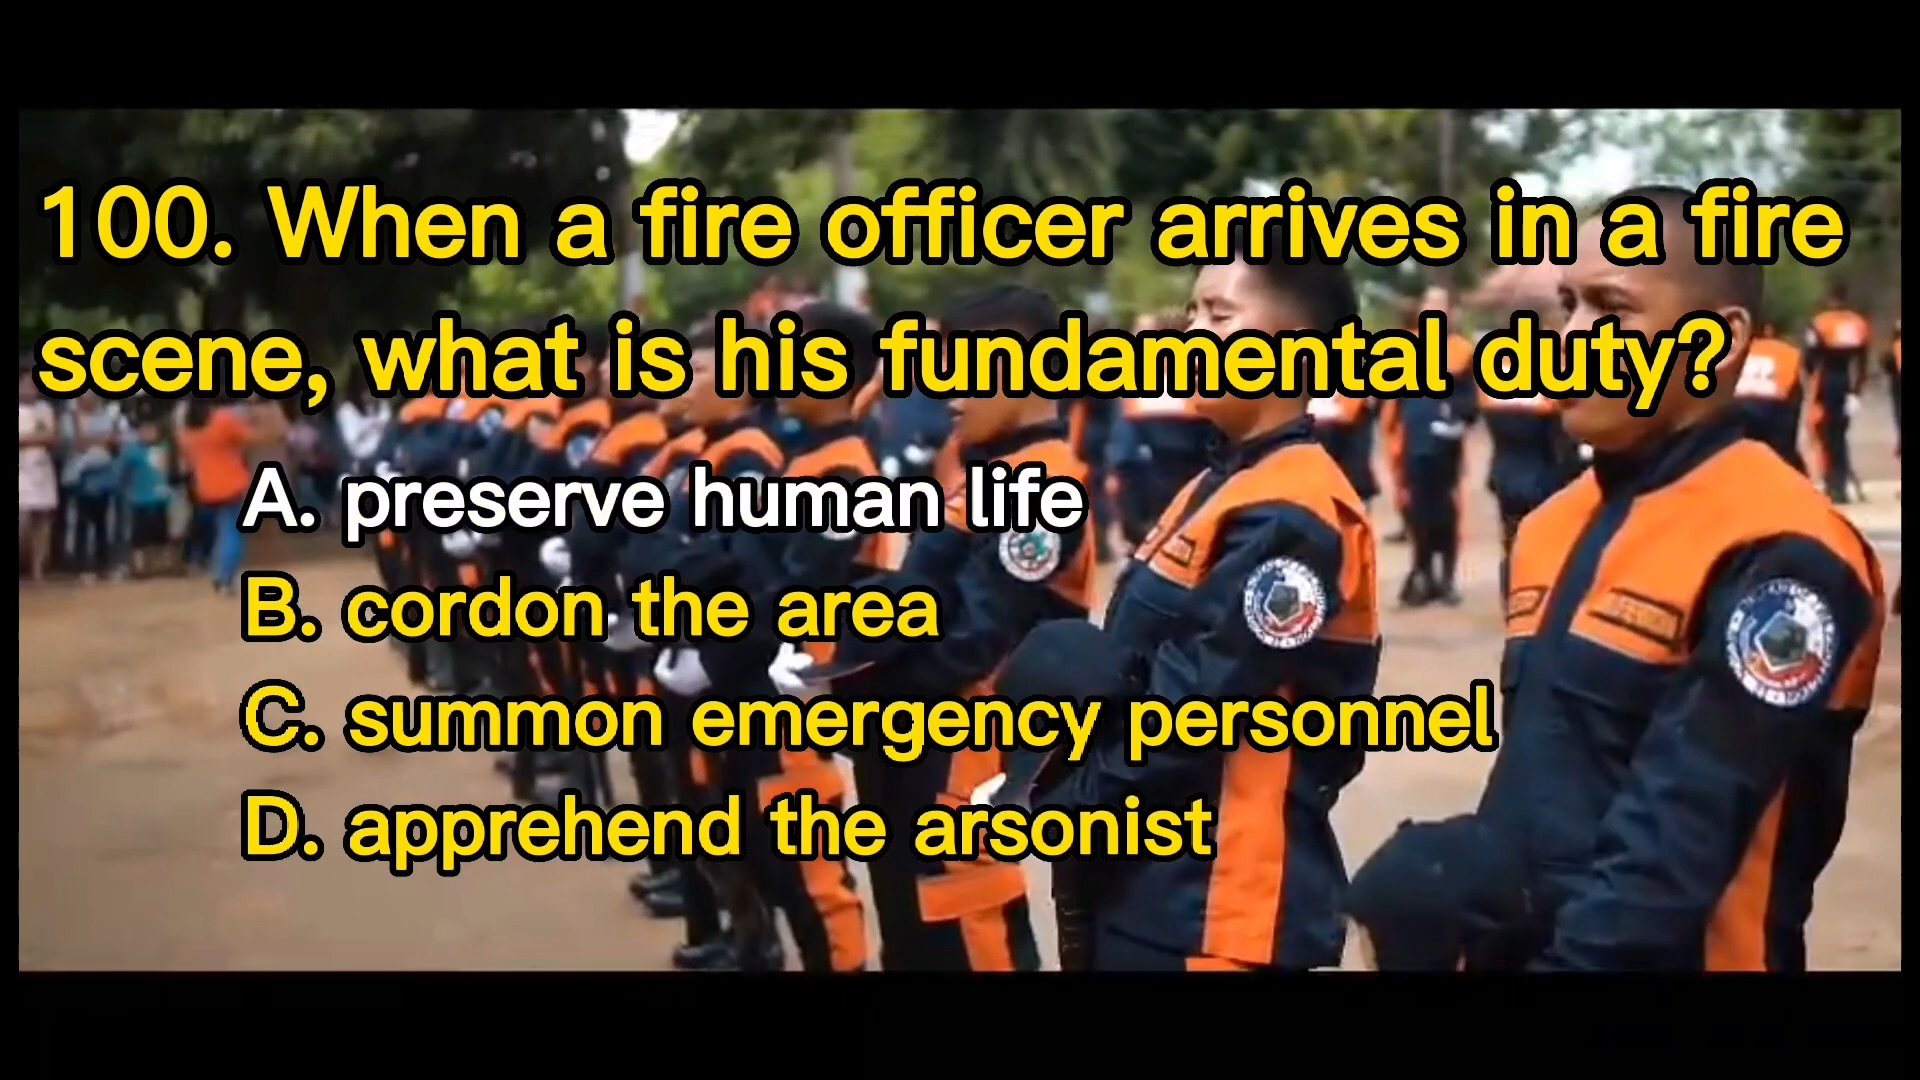 100. When a fire officer arrives in a fire
scene, what is his fundamental duty?
A. preserve human life
B. cordon the area
C. summon emergency personnel
D. apprehend the arsonist